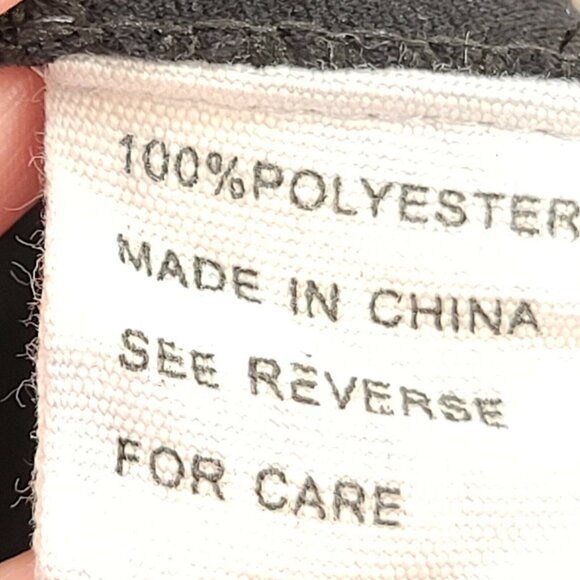 100%POLYESTER
MADE IN CHINA
SEE REVERSE
FOR CARE